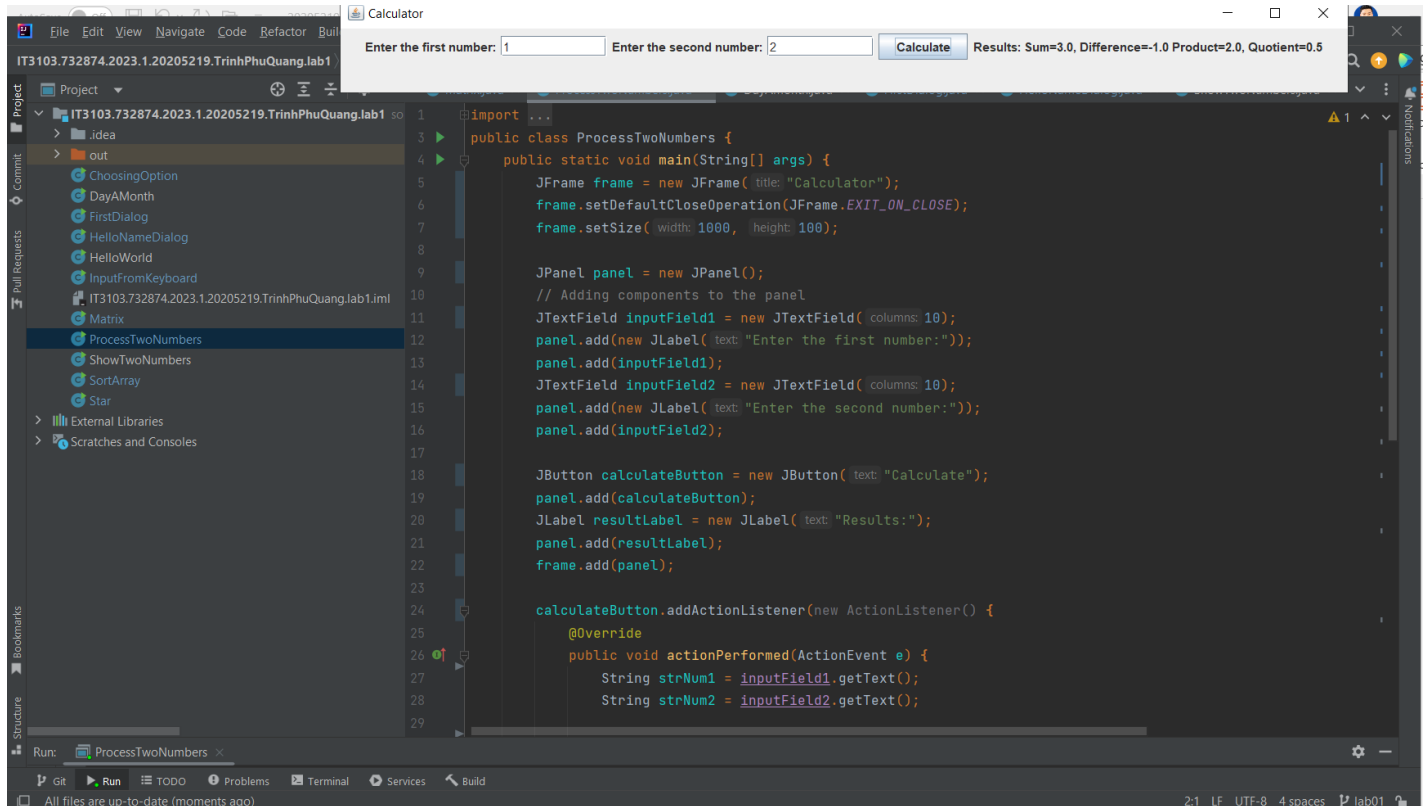 Calculator
File Edit View Navigate Code Refactor
Enter the first number: 1 Enter the second number: 2 Calculate Results: Sum=3.0, Difference=-1.0 Product=2.0, Quotient=0.5
IT3103.732874.2023.1.20205219.TrinhPhuQuang.lab1
Project
Project
Commit
Pull Requests
Bookmarks
Structure
Notifications
IT3103.732874.2023.1.20205219.TrinhPhuQuang.lab1
.idea
out
ChoosingOption
DayAMonth
FirstDialog
HelloNameDialog
HelloWorld
InputFromKeyboard
IT3103.732874.2023.1.20205219.TrinhPhuQuang.lab1.iml
Matrix
ProcessTwoNumbers
ShowTwoNumbers
SortArray
Star
External Libraries
Scratches and Consoles
1 import ...
1
3 public class ProcessTwoNumbers {
4 public static void main(String[] args) {
5 JFrame frame = new JFrame( title: "Calculator");
6 frame.setDefaultCloseOperation(JFrame.EXIT_ON_CLOSE);
7 frame.setSize( width: 1000, height: 100);
8
9 JPanel panel = new JPanel();
10 // Adding components to the panel
11 JTextField inputField1 = new JTextField( columns: 10);
12 panel.add(new JLabel( text: "Enter the first number:"));
13 panel.add(inputField1);
14 JTextField inputField2 = new JTextField( columns: 10);
15 panel.add(new JLabel( text: "Enter the second number:"));
16 panel.add(inputField2);
17
18 JButton calculateButton = new JButton( text: "Calculate");
19 panel.add(calculateButton);
20 JLabel resultLabel = new JLabel( text: "Results:");
21 panel.add(resultLabel);
22 frame.add(panel);
23
24 calculateButton.addActionListener(new ActionListener() {
25 @Override
26 public void actionPerformed(ActionEvent e) {
27 String strNum1 = inputField1.getText();
28 String strNum2 = inputField2.getText();
29
Run: ProcessTwoNumbers
Git Run TODO Problems Terminal Services Build
All files are up-to-date (moments ago)
2:1 LF UTF-8 4 spaces lab01